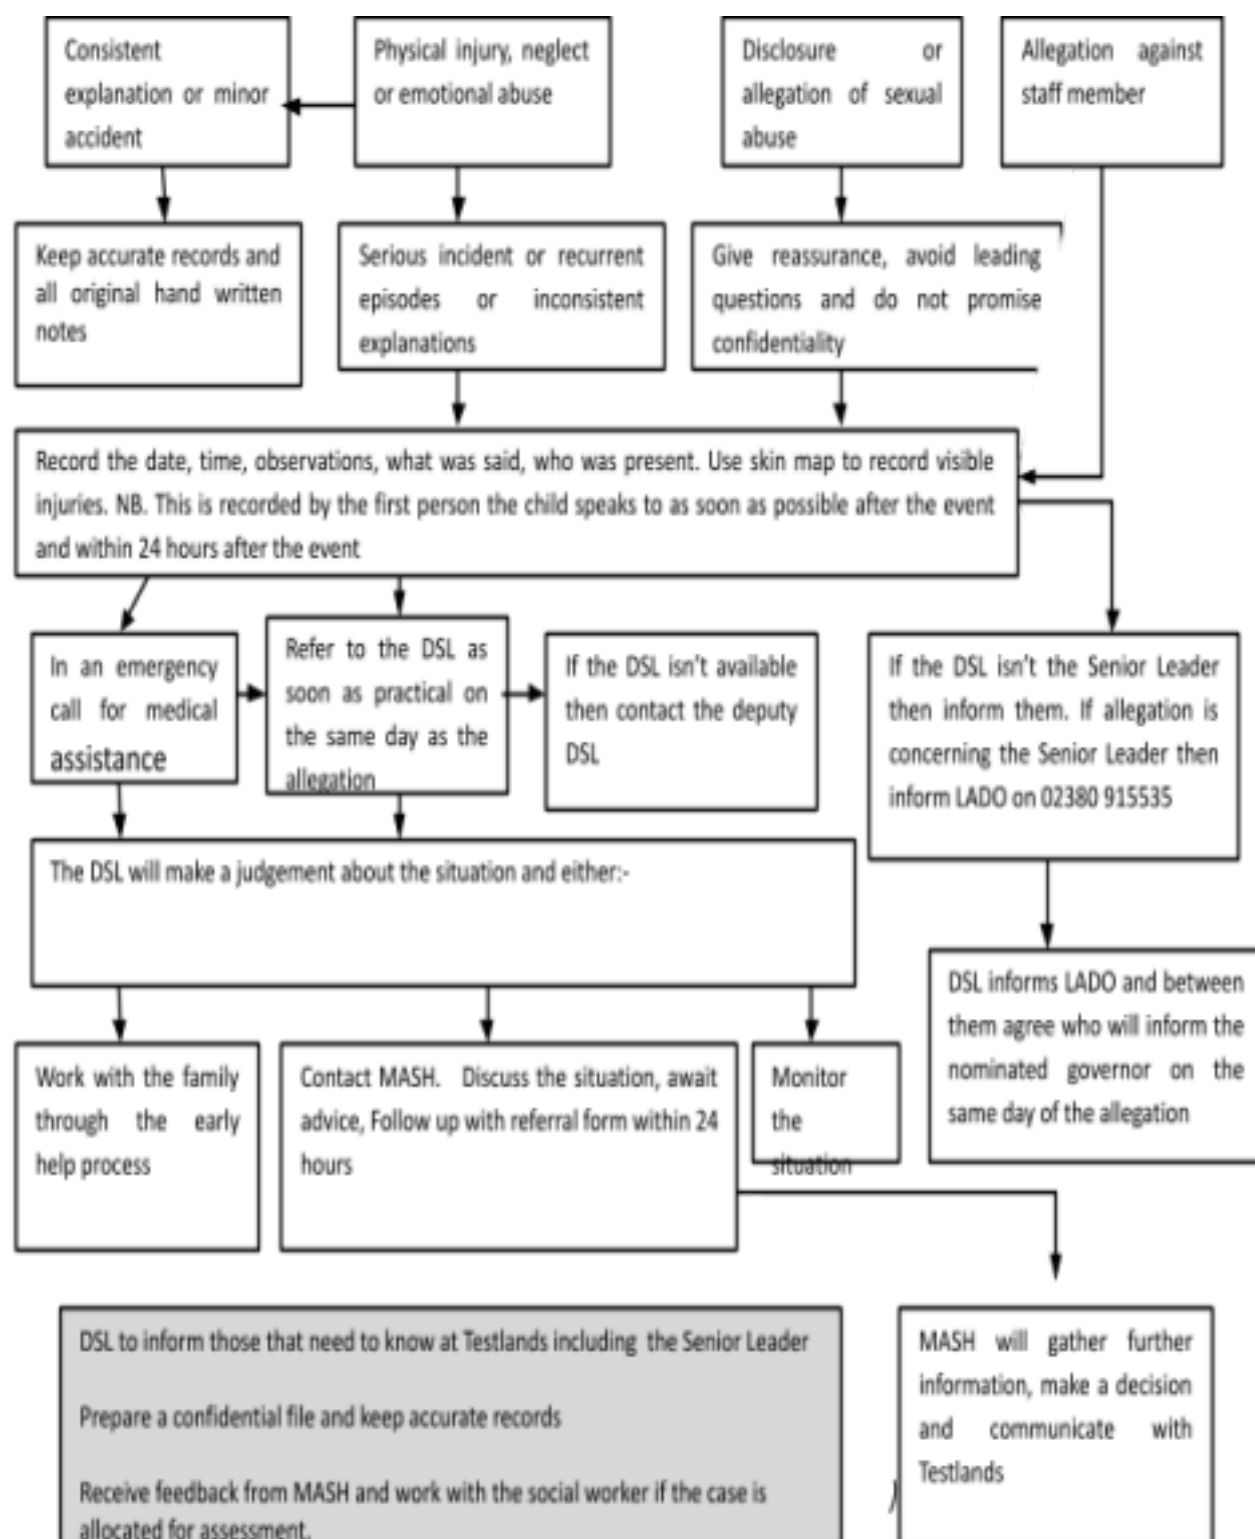 Consistent
explanation or minor
accident
Physical injury, neglect
or emotional abuse
Disclosure or
allegation of sexual
abuse
Allegation against
staff member
Keep accurate records and
all original hand written
notes
Serious incident or recurrent
episodes or inconsistent
explanations
Give reassurance, avoid leading
questions and do not promise
confidentiality
Record the date, time, observations, what was said, who was present. Use skin map to record visible
injuries. NB. This is recorded by the first person the child speaks to as soon as possible after the event
and within 24 hours after the event
In an emergency
call for medical
assistance
Refer to the DSL as
soon as practical on
the same day as the
allegation
If the DSL isn't available
then contact the deputy
DSL
If the DSL isn't the Senior Leader
then inform them. If allegation is
concerning the Senior Leader then
inform LADO on 02380 915535
The DSL will make a judgement about the situation and either:-
DSL informs LADO and between
them agree who will inform the
nominated governor on the
same day of the allegation
Work with the family
through the early
help process
Contact MASH. Discuss the situation, await
advice, Follow up with referral form within 24
hours
Monitor
the
situation
DSL to inform those that need to know at Testlands including the Senior Leader
Prepare a confidential file and keep accurate records
Receive feedback from MASH and work with the social worker if the case is
allocated for assessment.
MASH will gather further
information, make a decision
and communicate with
Testlands